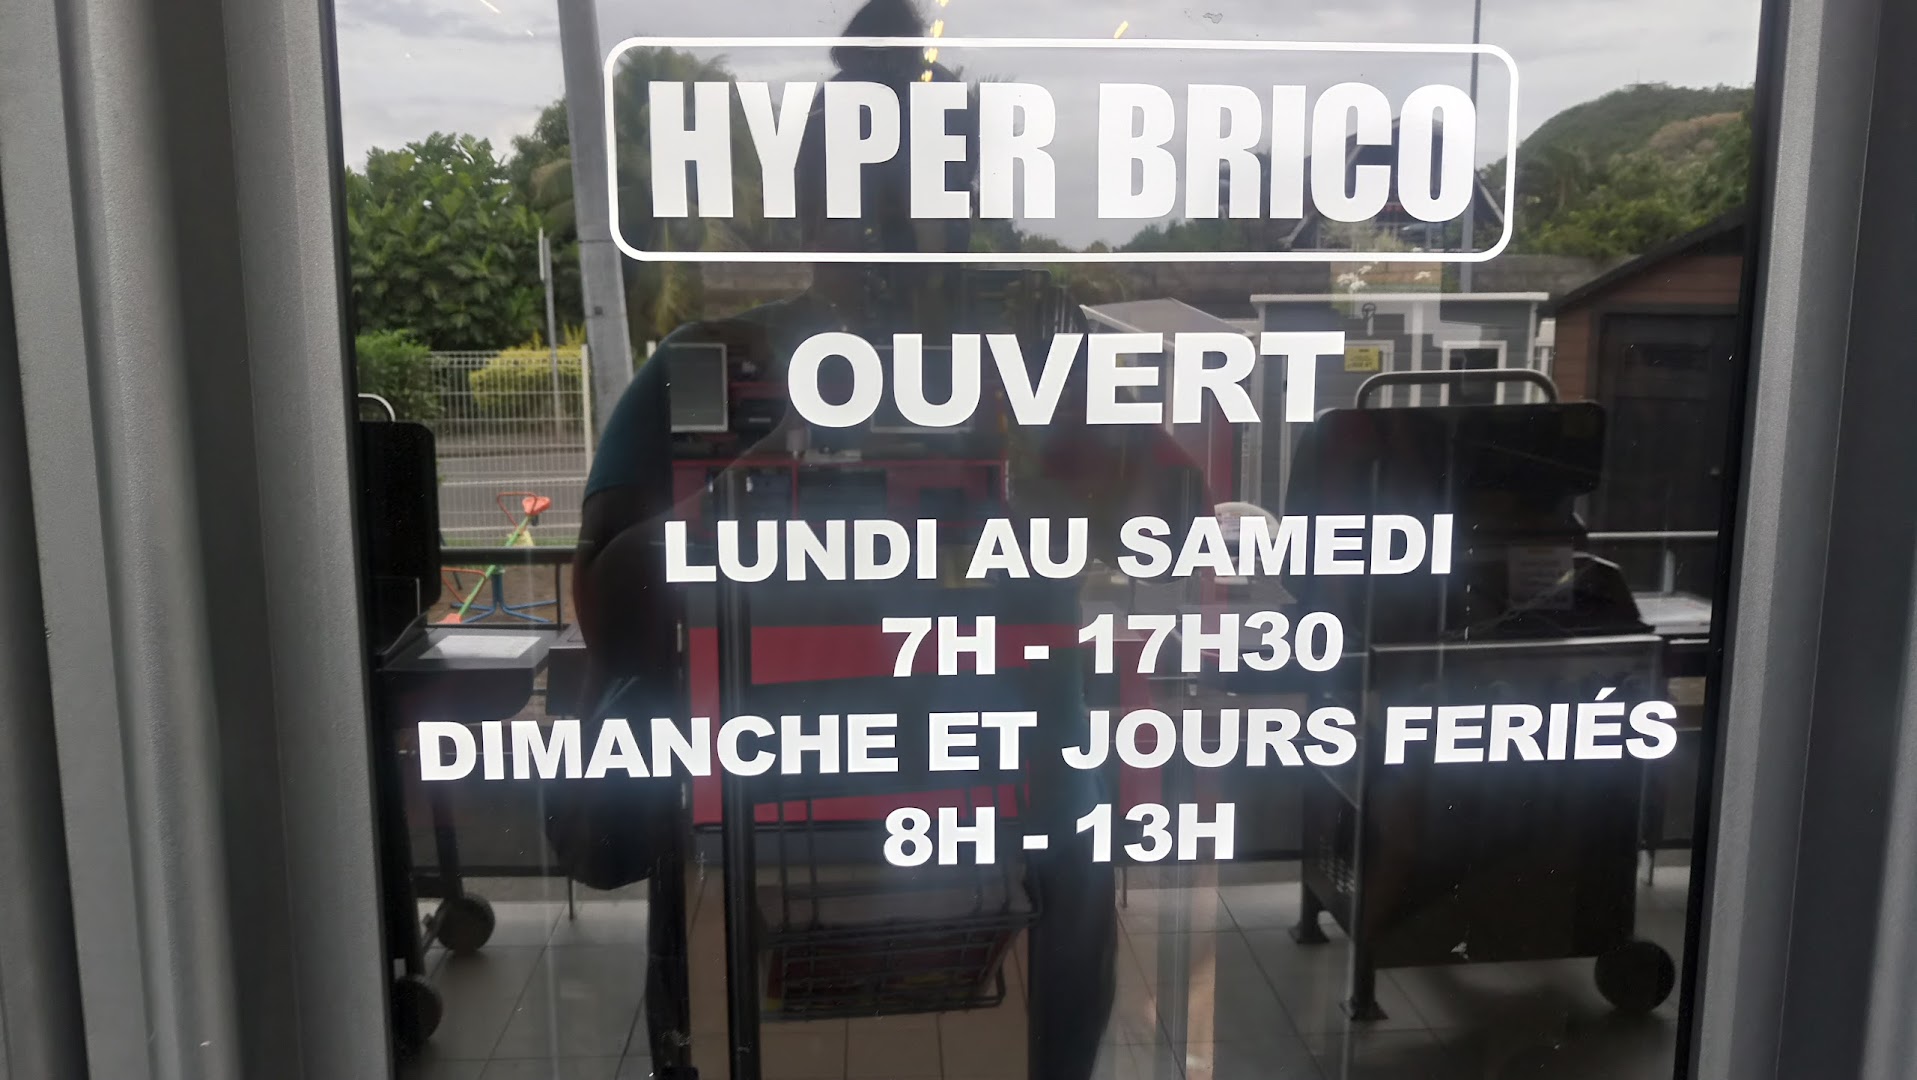 HYPER BRICO
OUVERT
LUNDI AU SAMEDI
7H - 17H30
DIMANCHE ET JOURS FERIÉS
8H - 13H